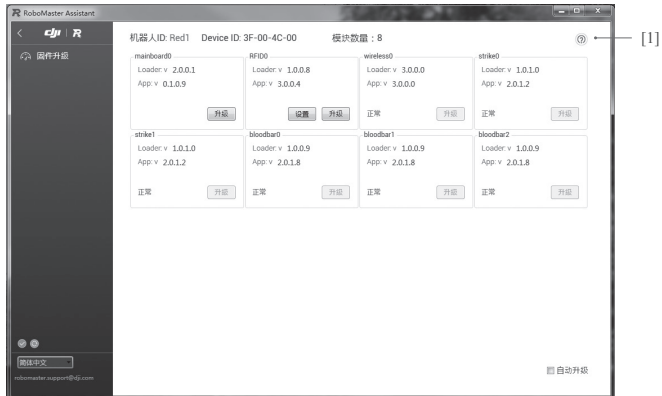 RoboMaster Assistant
dji R
固件升级
机器人ID: Red1 Device ID: 3F-00-4C-00 模块数量：8
[1]
mainboard0
Loader: v 2.0.0.1
App: v 0.1.0.9
升级
RFID0
Loader: v 1.0.0.8
App: v 3.0.0.4
设置 升级
wireless0
Loader: v 3.0.0.0
App: v 3.0.0.0
正常 升级
strike0
Loader: v 1.0.1.0
App: v 2.0.1.2
正常 升级
strike1
Loader: v 1.0.1.0
App: v 2.0.1.2
正常 升级
bloodbar0
Loader: v 1.0.0.9
App: v 2.0.1.8
正常 升级
bloodbar1
Loader: v 1.0.0.9
App: v 2.0.1.8
正常 升级
bloodbar2
Loader: v 1.0.0.9
App: v 2.0.1.8
正常 升级
简体中文
robomaster.support@dji.com
自动升级